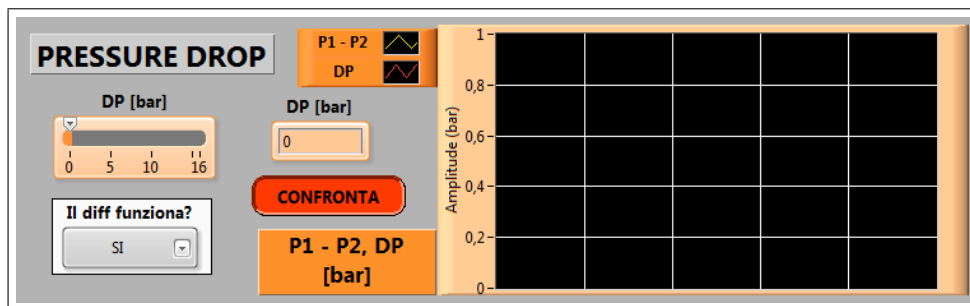 PRESSURE DROP
P1 - P2
DP
DP [bar]
0 5 10 16
DP [bar]
0
CONFRONTA
Il diff funziona?
SI
P1 - P2, DP
[bar]
Amplitude (bar)
1
0,8
0,6
0,4
0,2
0